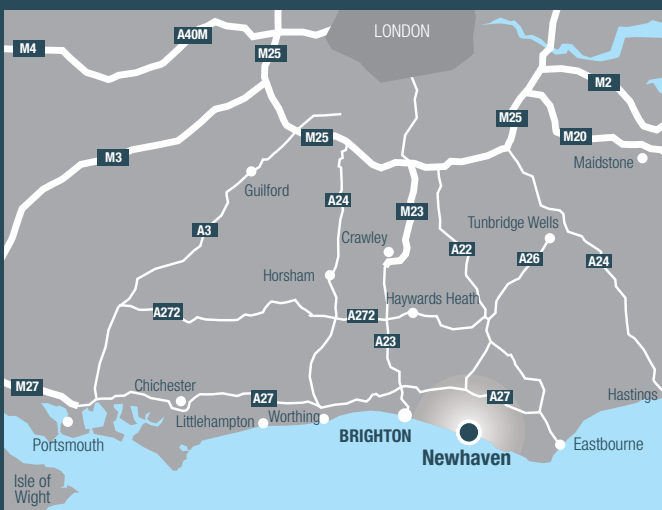 LONDON
A40M
M4
M25
M2
M25
M20
M25
M3
Maidstone
Guilford
A24
M23
Tunbridge Wells
A3
Crawley
A22
A26
A24
Horsham
Haywards Heath
A272
A272
A23
M27
Chichester
A27
A27
Hastings
Littlehampton
Worthing
Portsmouth
BRIGHTON
Eastbourne
Newhaven
Isle of
Wight